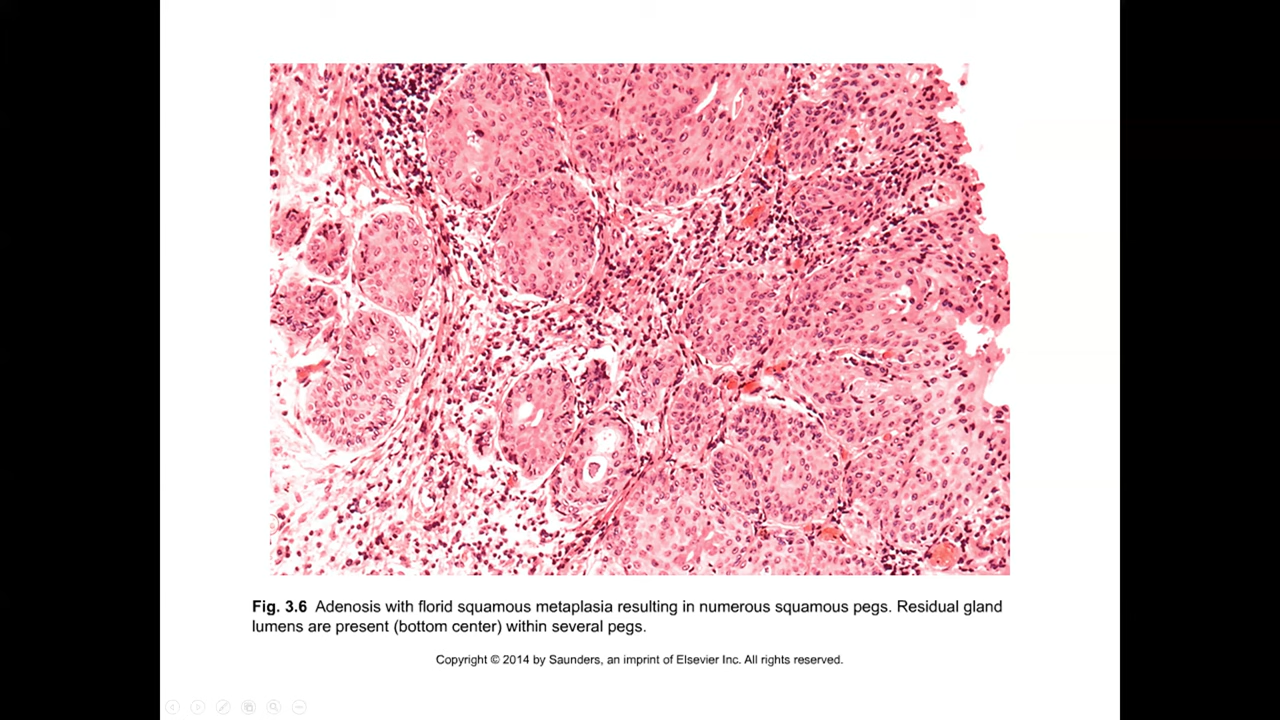 Fig. 3.6 Adenosis with florid squamous metaplasia resulting in numerous squamous pegs. Residual gland
lumens are present (bottom center) within several pegs.
Copyright © 2014 by Saunders, an imprint of Elsevier Inc. All rights reserved.